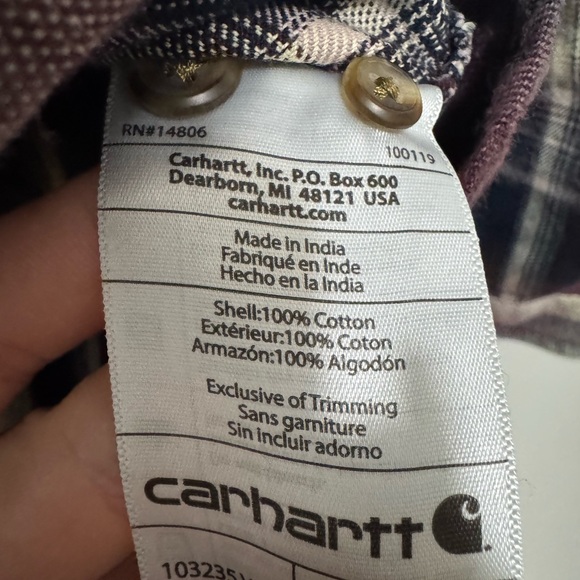 RN#14806
100119
Carhartt, Inc. P.O. Box 600
Dearborn, MI 48121 USA
carhartt.com
Made in India
Fabriqué en Inde
Hecho en la India
Shell:100% Cotton
Extérieur:100% Coton
Armazón:100% Algodón
Exclusive of Trimming
Sans garniture
Sin incluir adorno
carhartt